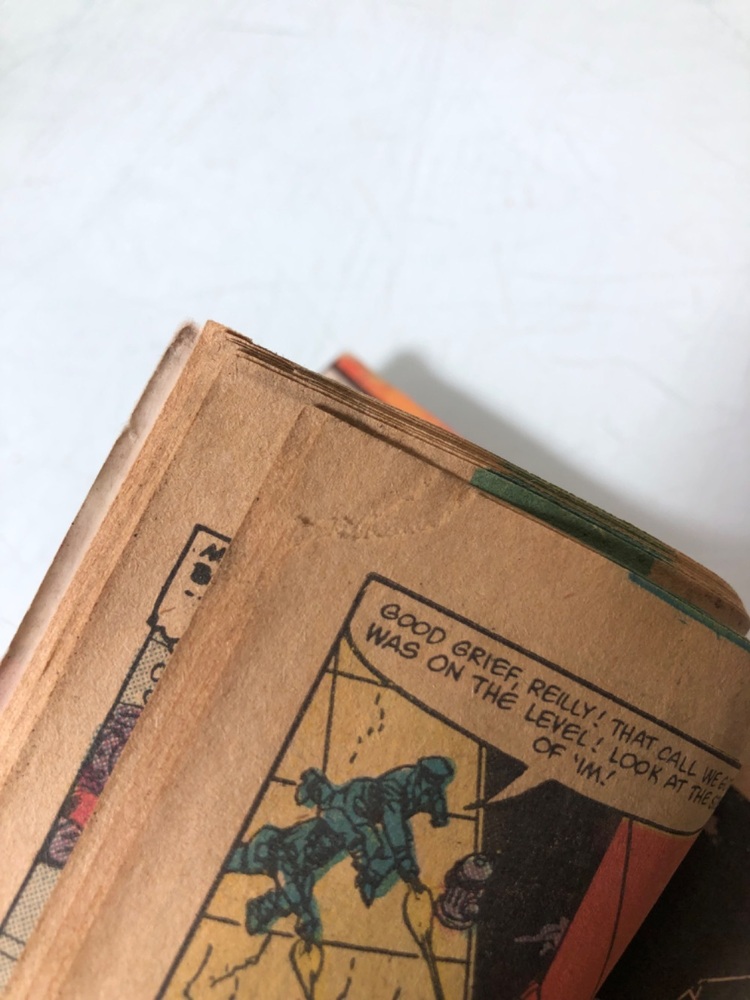 GOOD GRIEF, REILLY! THAT CALL WE
WAS ON THE LEVEL! LOOK AT THE
OF 'IM!